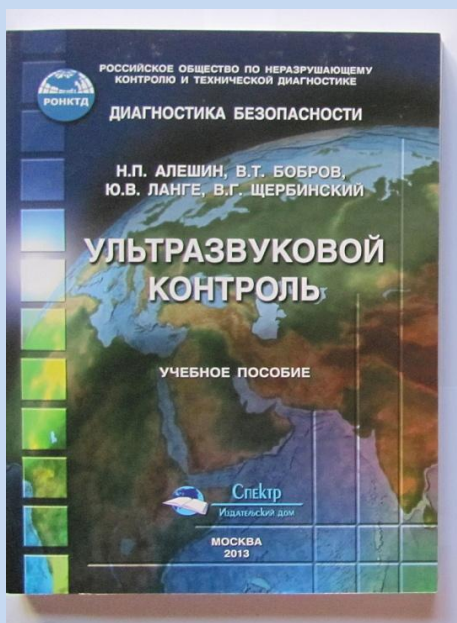 РОССИЙСКОЕ ОБЩЕСТВО ПО НЕРАЗРУШАЮЩЕМУ
КОНТРОЛЮ И ТЕХНИЧЕСКОЙ ДИАГНОСТИКЕ
РОНКТД
ДИАГНОСТИКА БЕЗОПАСНОСТИ
Н.П. АЛЕШИН, В.Т. БОБРОВ,
Ю.В. ЛАНГЕ, В.Г. ЩЕРБИНСКИЙ
УЛЬТРАЗВУКОВОЙ
КОНТРОЛЬ
УЧЕБНОЕ ПОСОБИЕ
Спектр
Издательский дом
МОСКВА
2013